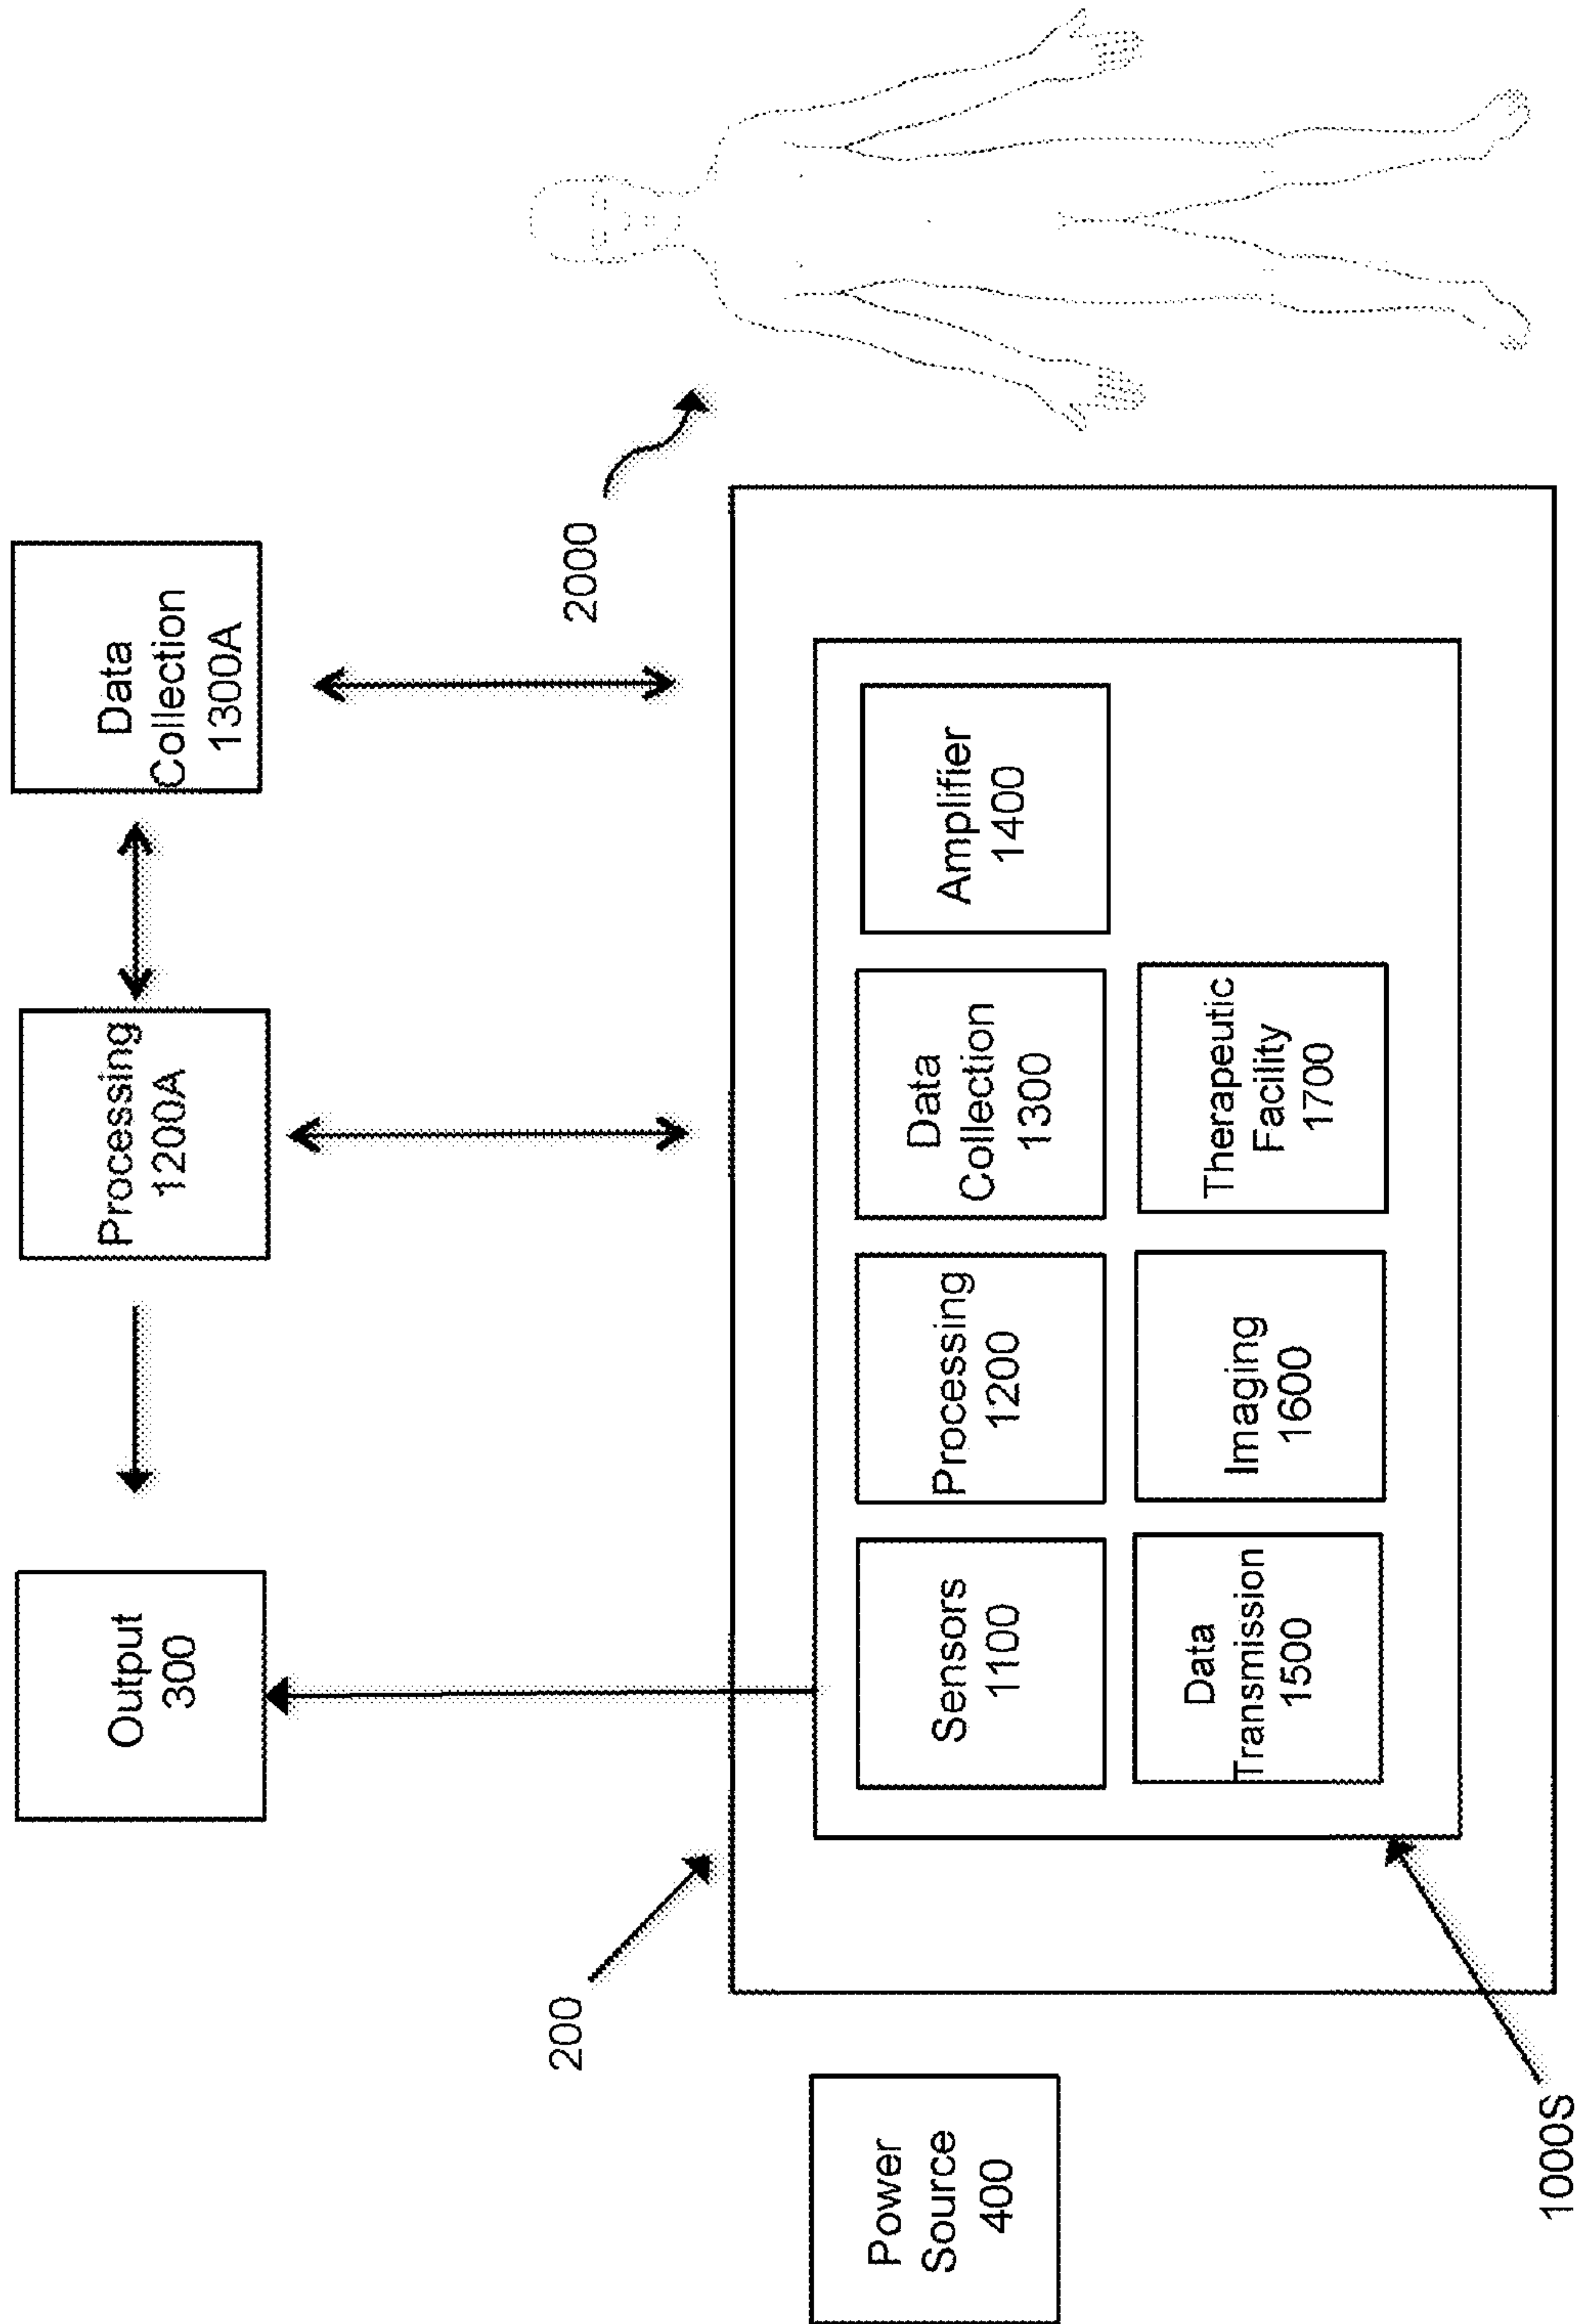 Output
300
Processing
1200A
Data
Collection
1300A
200
2000
Power
Source
400
Sensors
1100
Processing
1200
Data
Collection
1300
Amplifier
1400
Data
Transmission
1500
Imaging
1600
Therapeutic
Facility
1700
1000S